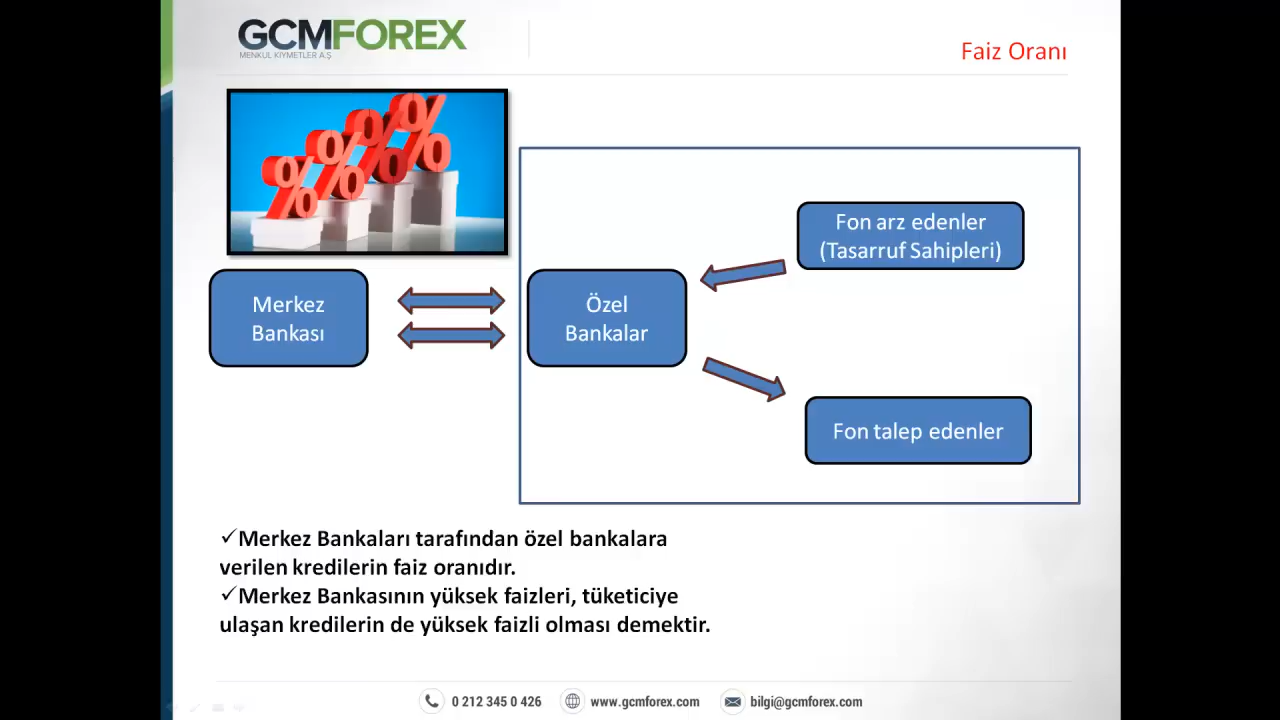 GCMFOREX
MENKUL KIYMETLER A.Ş
Faiz Oranı
Fon arz edenler
(Tasarruf Sahipleri)
Merkez
Bankası
Özel
Bankalar
Fon talep edenler
✓Merkez Bankaları tarafından özel bankalara
verilen kredilerin faiz oranıdır.
✓Merkez Bankasının yüksek faizleri, tüketiciye
ulaşan kredilerin de yüksek faizli olması demektir.
0 212 345 0 426
www.gcmforex.com
bilgi@gcmforex.com